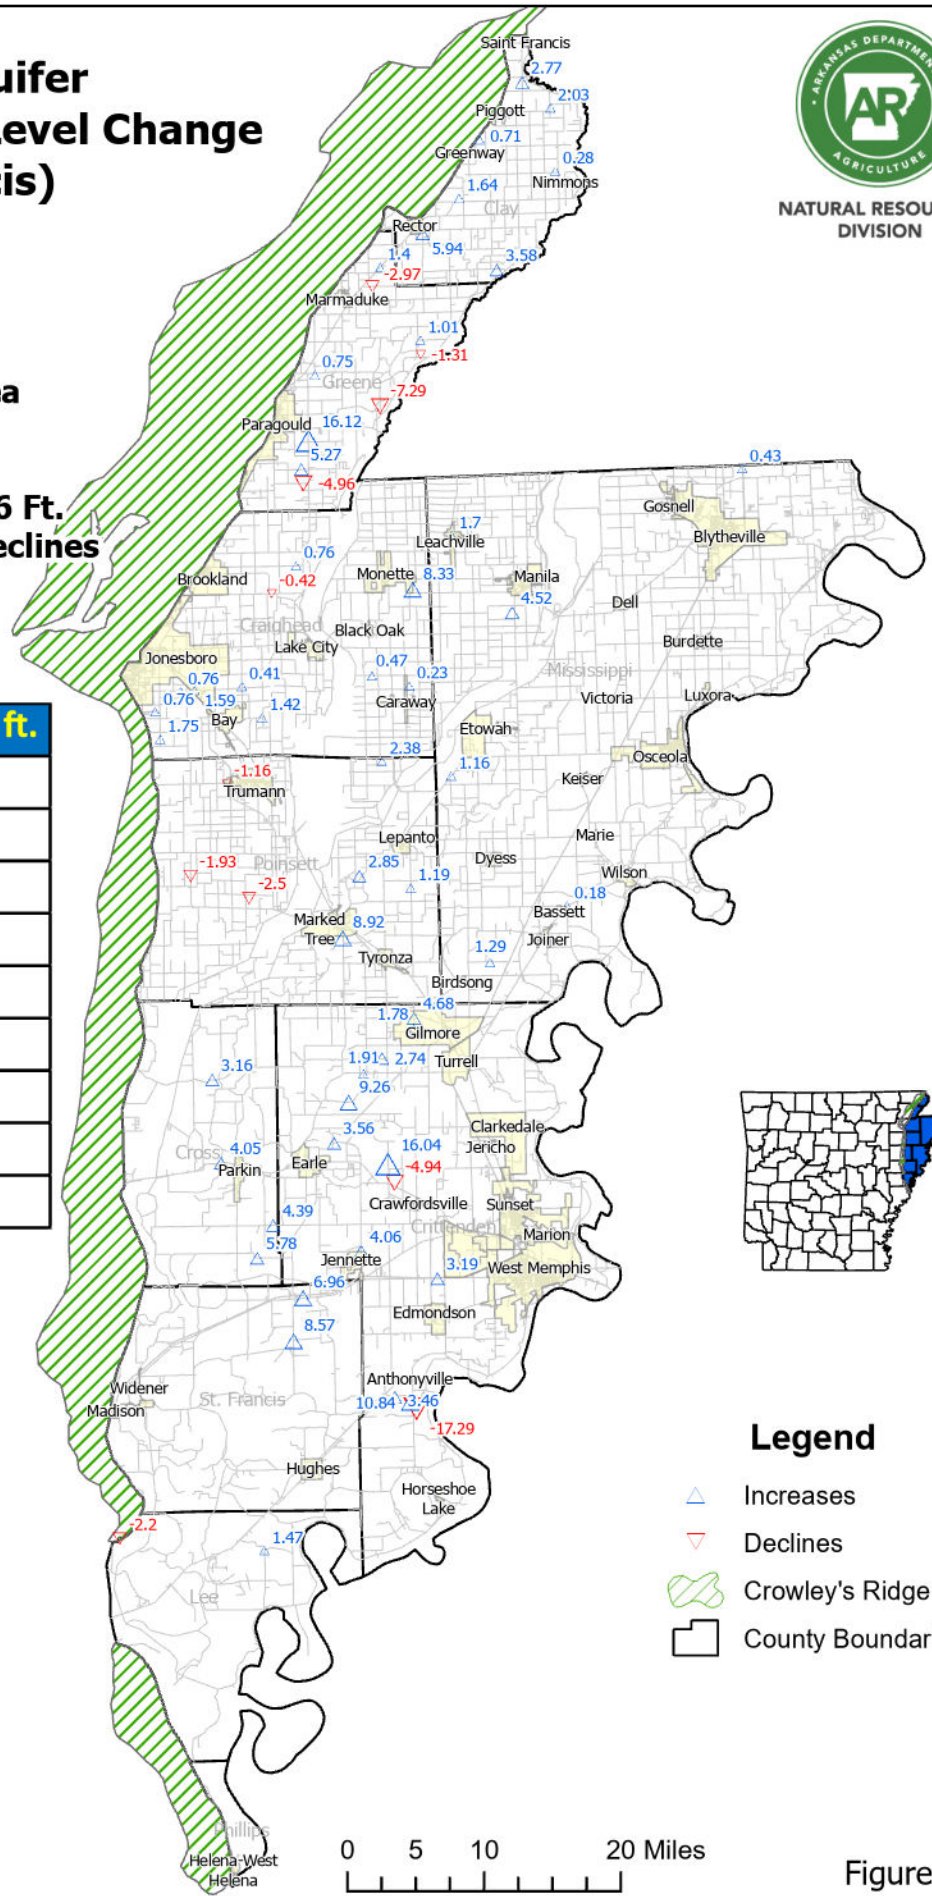 uifer
Level Change
cis)
ea
6 Ft.
eclines
ft.
ARKANSAS DEPARTMEN
AR
AGRICULTURE
NATURAL RESOU
DIVISION
Saint Francis
2.77
2.03
Piggott
0.71
Greenway
0.28
Nimmons
1.64
Clay
Rector
5.94
1.4
3.58
-2.97
Marmaduke
1.01
-1.31
0.75
Greene
-7.29
Paragould
16.12
5.27
-4.96
0.43
Gosnell
Blytheville
1.7
Leachville
0.76
Brookland
-0.42
Monette
8.33
Manila
4.52
Dell
Craighead
Black Oak
Lake City
Burdette
Jonesboro
0.76
0.41
0.47
0.23
Mississippi
0.76
1.59
1.42
Caraway
Victoria
Luxora
Bay
1.75
Etowah
2.38
1.16
Osceola
-1.16
Trumann
Keiser
Lepanto
Marie
-1.93
Poinsett
2.85
Dyess
-2.5
1.19
Wilson
0.18
Marked
Tree
8.92
Bassett
Joiner
Tyronza
1.29
Birdsong
4.68
1.78
Gilmore
1.91
2.74
Turrell
3.16
9.26
3.56
Clarkedale
Jericho
4.05
Cross
Parkin
Earle
16.04
-4.94
Crawfordsville
Sunset
4.39
Crittenden
Marion
5.78
4.06
Jennette
3.19
West Memphis
6.96
Edmondson
8.57
Anthonyville
Widener
Madison
St. Francis
10.84
3.46
-17.29
Hughes
Horseshoe
Lake
-2.2
1.47
Lee
Phillips
Helena-West
Helena
Legend
Increases
Declines
Crowley's Ridge
County Boundar
0 5 10 20 Miles
Figure